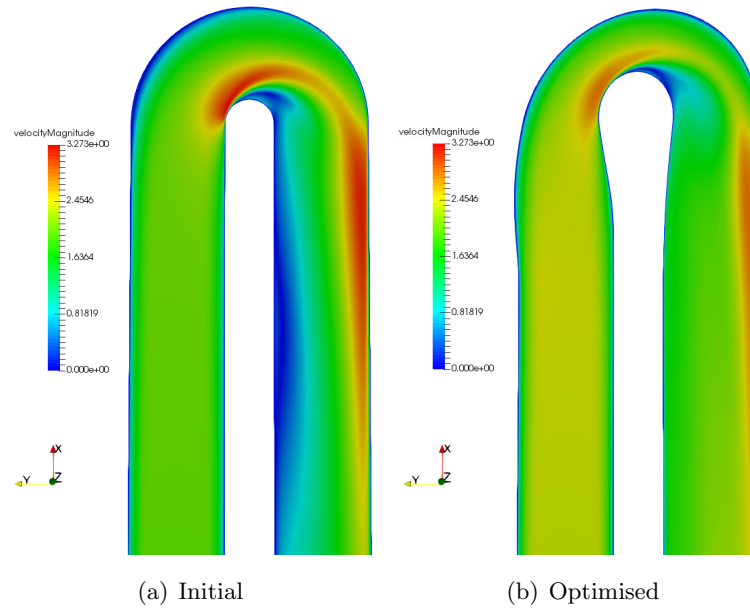 velocityMagnitude
3.273e+00
2.4546
1.6364
0.81819
0.000e+00
X
Y
Z
velocityMagnitude
3.273e+00
2.4546
1.6364
0.81819
0.000e+00
X
Y
Z
(a) Initial
(b) Optimised